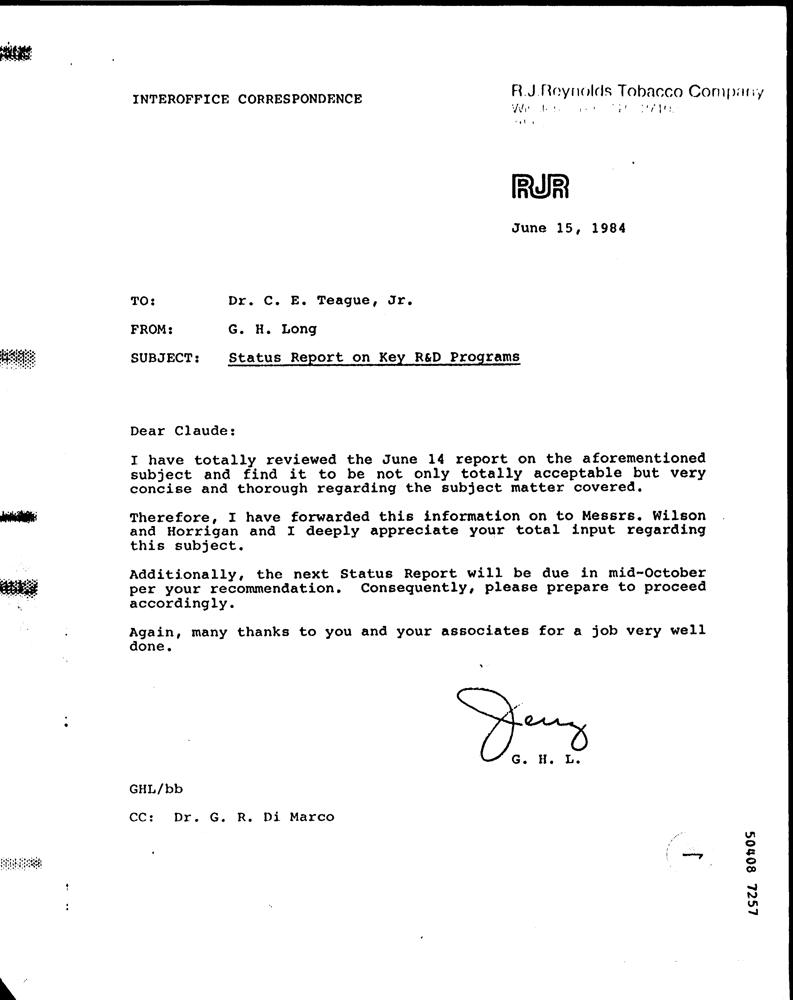 INTEROFFICE CORRESPONDENCE
R.J.Reynolds Tobacco Company
RJR
June 15, 1984
TO: Dr. C. E. Teague, Jr.
FROM: G. H. Long
SUBJECT: Status Report on Key R&D Programs
Dear Claude:
I have totally reviewed the June 14 report on the aforementioned
subject and find it to be not only totally acceptable but very
concise and thorough regarding the subject matter covered.
Therefore, I have forwarded this information on to Messrs. Wilson
and Horrigan and I deeply appreciate your total input regarding
this subject.
Additionally, the next Status Report will be due in mid-October
per your recommendation. Consequently, please prepare to proceed
accordingly.
Again, many thanks to you and your associates for a job very well
done.
Jerry
G. H. L.
GHL/bb
CC: Dr. G. R. Di Marco
50408 7257